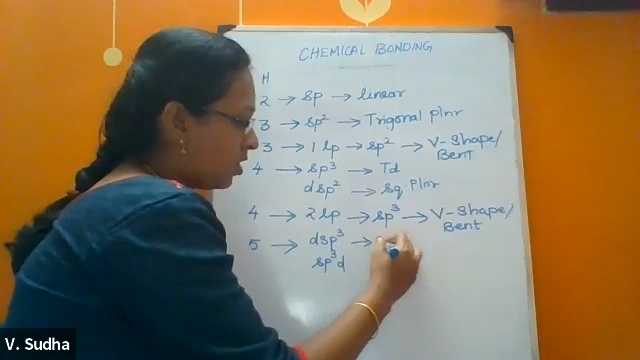 CHEMICAL BONDING
H
2 → sp → linear
3 → sp² → Trigonal plnr
3 → 1 lp → sp² → V-Shape/
Bent
4 → sp³ → Td
dsp² → Sq. Plnr
4 → 2 lp → sp³ → V-Shape/
Bent
5 → dsp³ →
sp³d
V. Sudha